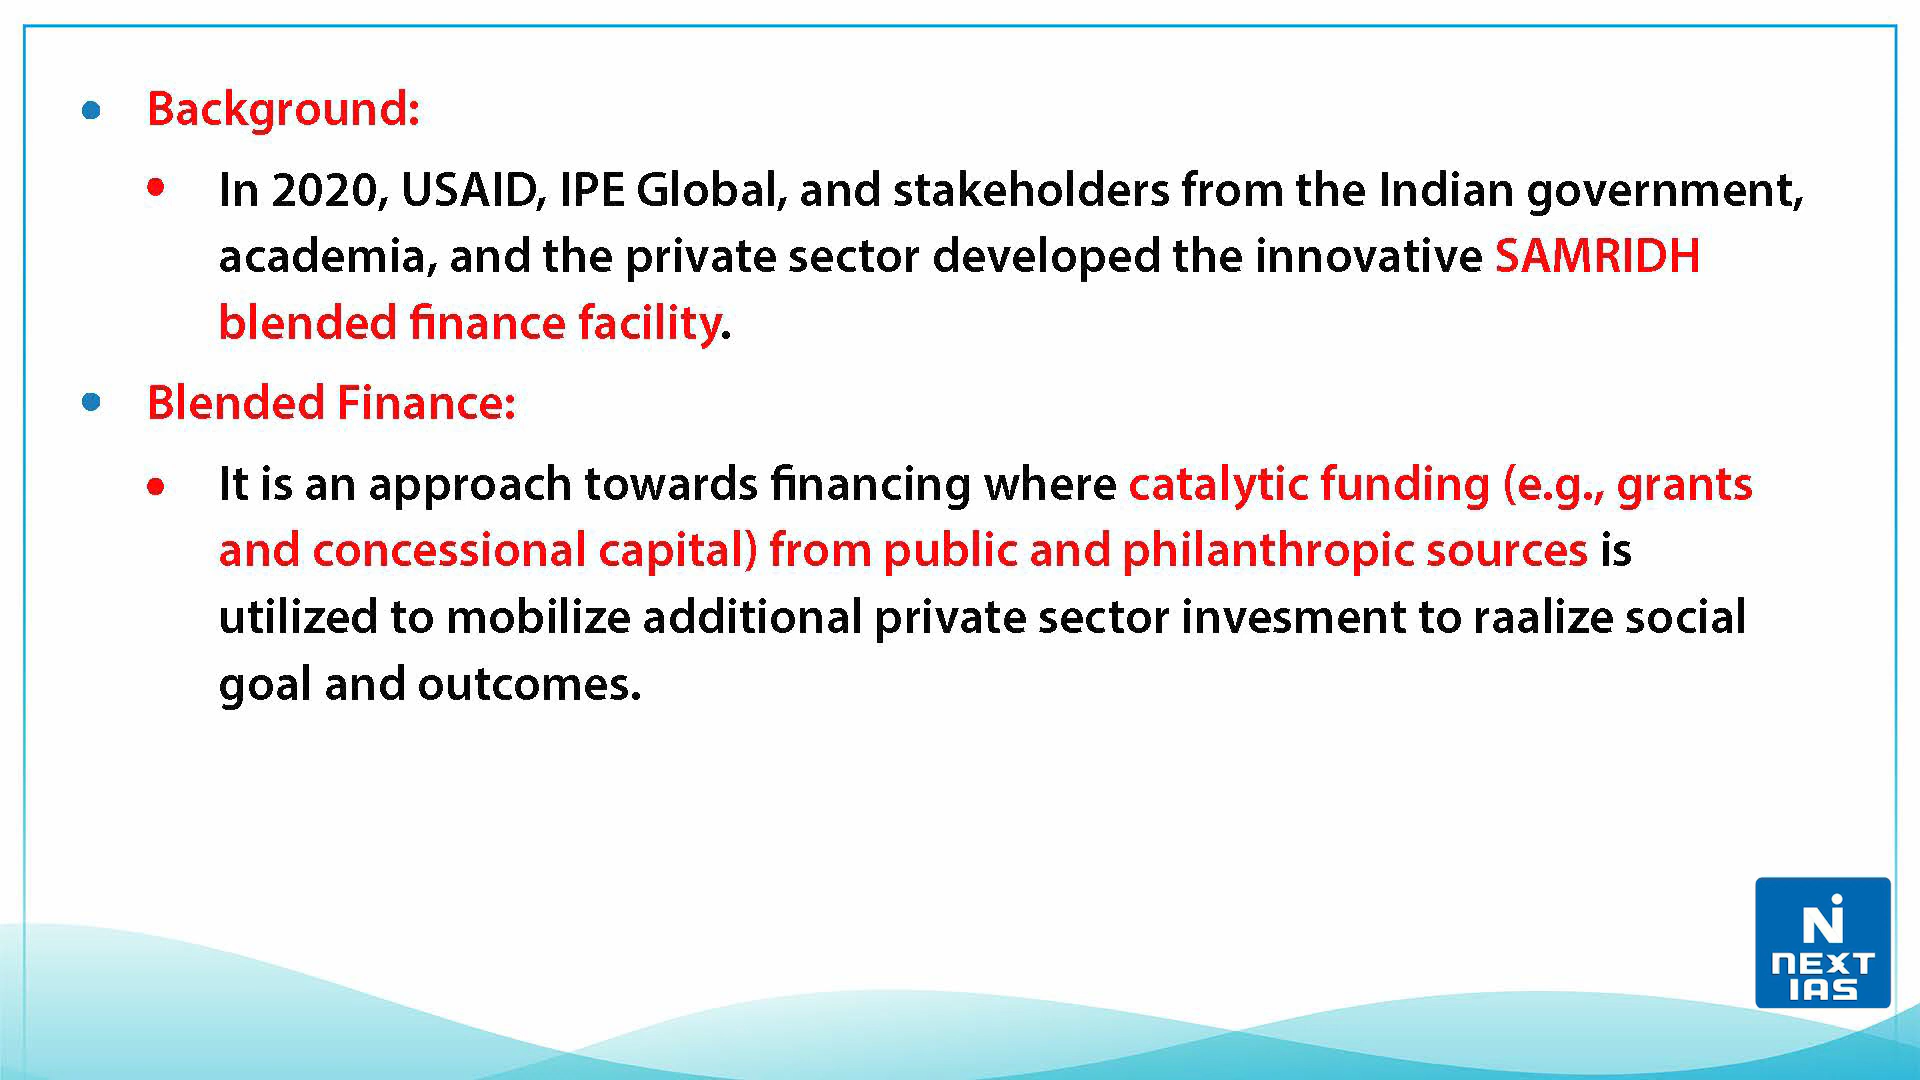 • Background:
• In 2020, USAID, IPE Global, and stakeholders from the Indian government,
academia, and the private sector developed the innovative SAMRIDH
blended finance facility.
• Blended Finance:
• It is an approach towards financing where catalytic funding (e.g., grants
and concessional capital) from public and philanthropic sources is
utilized to mobilize additional private sector invesment to raalize social
goal and outcomes.
N
NEXT
IAS